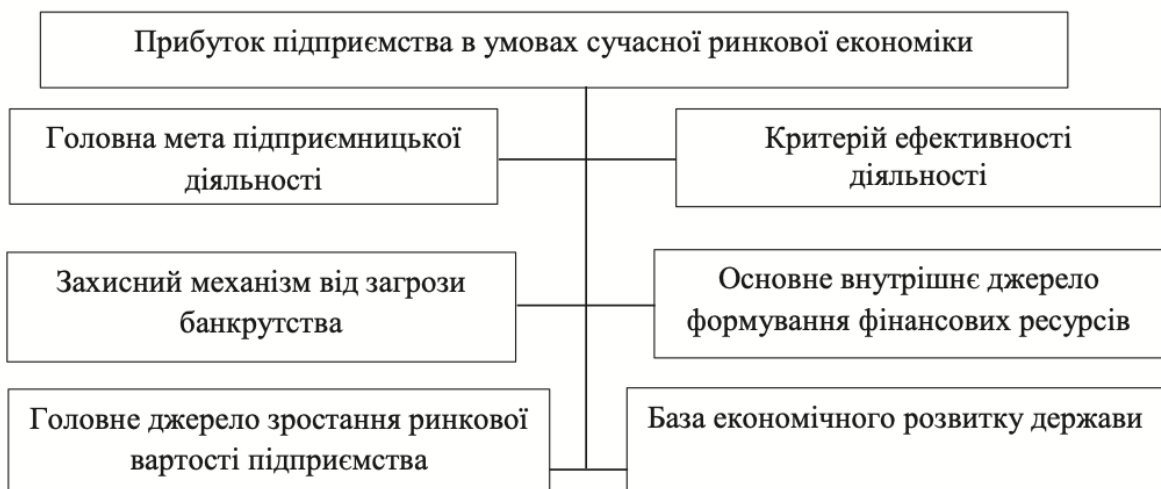 Прибуток підприємства в умовах сучасної ринкової економіки
Головна мета підприємницької
діяльності
Критерій ефективності
діяльності
Захисний механізм від загрози
банкрутства
Основне внутрішнє джерело
формування фінансових ресурсів
Головне джерело зростання ринкової
вартості підприємства
База економічного розвитку держави